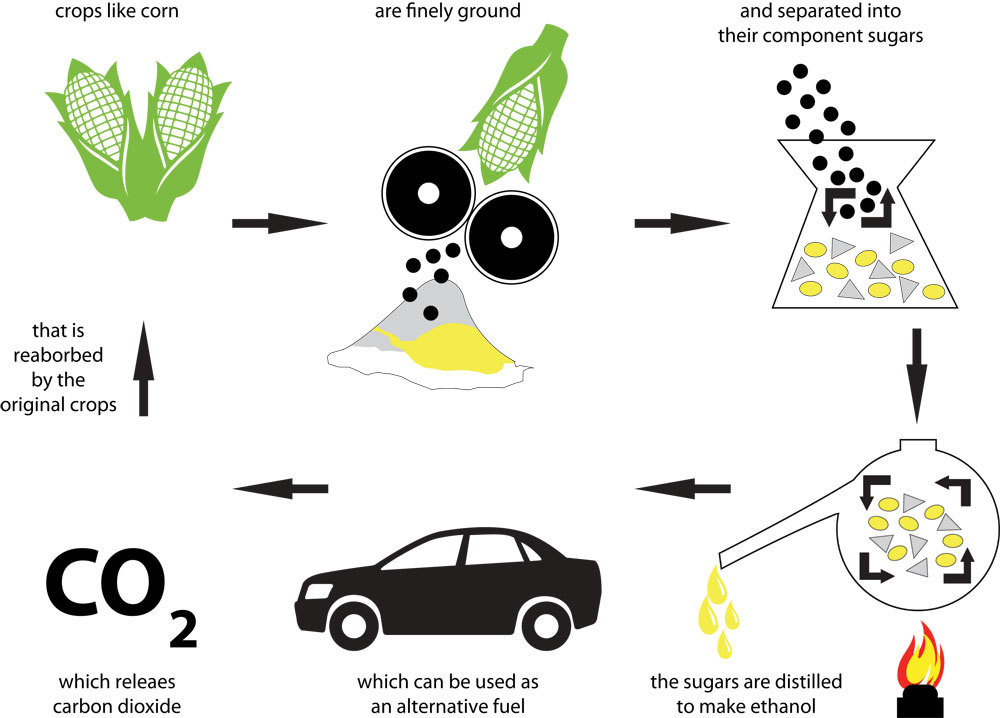 crops like corn
are finely ground
and separated into
their component sugars
that is
reaborbed
by the
original crops
CO2
which releaes
carbon dioxide
which can be used as
an alternative fuel
the sugars are distilled
to make ethanol